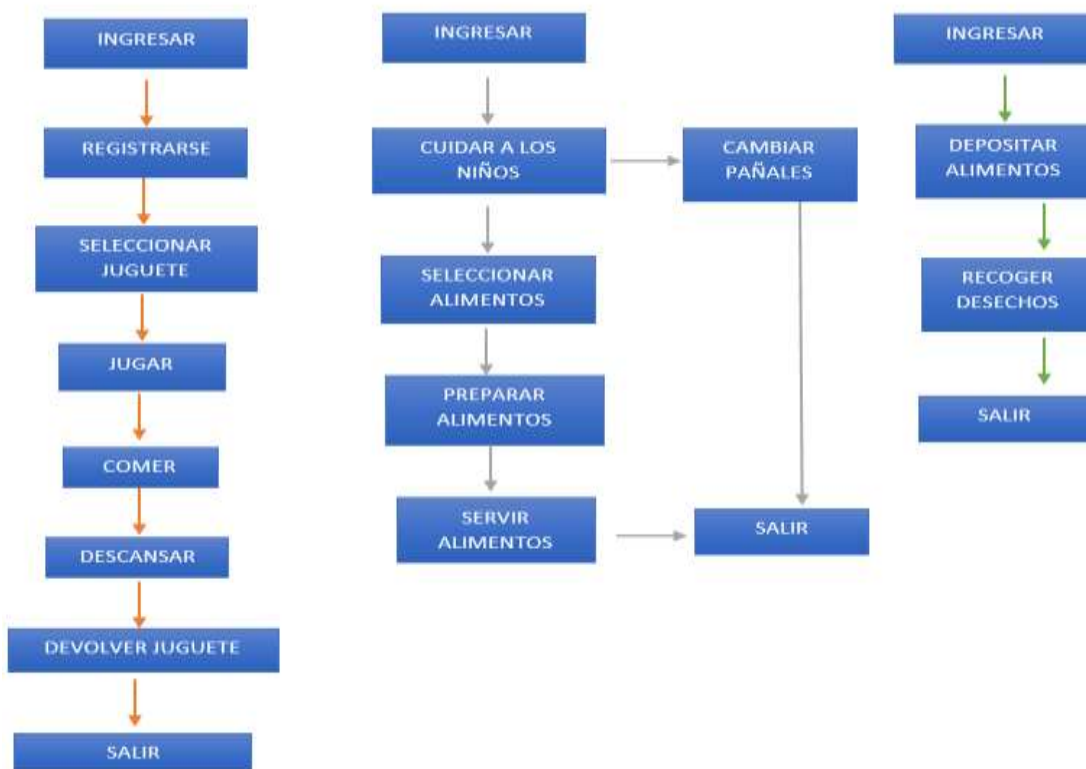 INGRESAR
REGISTRARSE
SELECCIONAR
JUGUETE
JUGAR
COMER
DESCANSAR
DEVOLVER JUGUETE
SALIR
INGRESAR
CUIDAR A LOS
NIÑOS
CAMBIAR
PAÑALES
SELECCIONAR
ALIMENTOS
PREPARAR
ALIMENTOS
SERVIR
ALIMENTOS
SALIR
INGRESAR
DEPOSITAR
ALIMENTOS
RECOGER
DESECHOS
SALIR